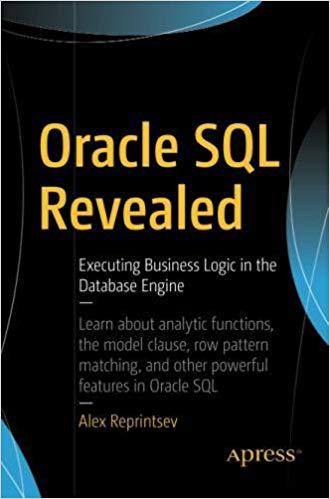 Oracle SQL
Revealed
Executing Business Logic in the
Database Engine
—
Learn about analytic functions,
the model clause, row pattern
matching, and other powerful
features in Oracle SQL
—
Alex Reprintsev
Apress®